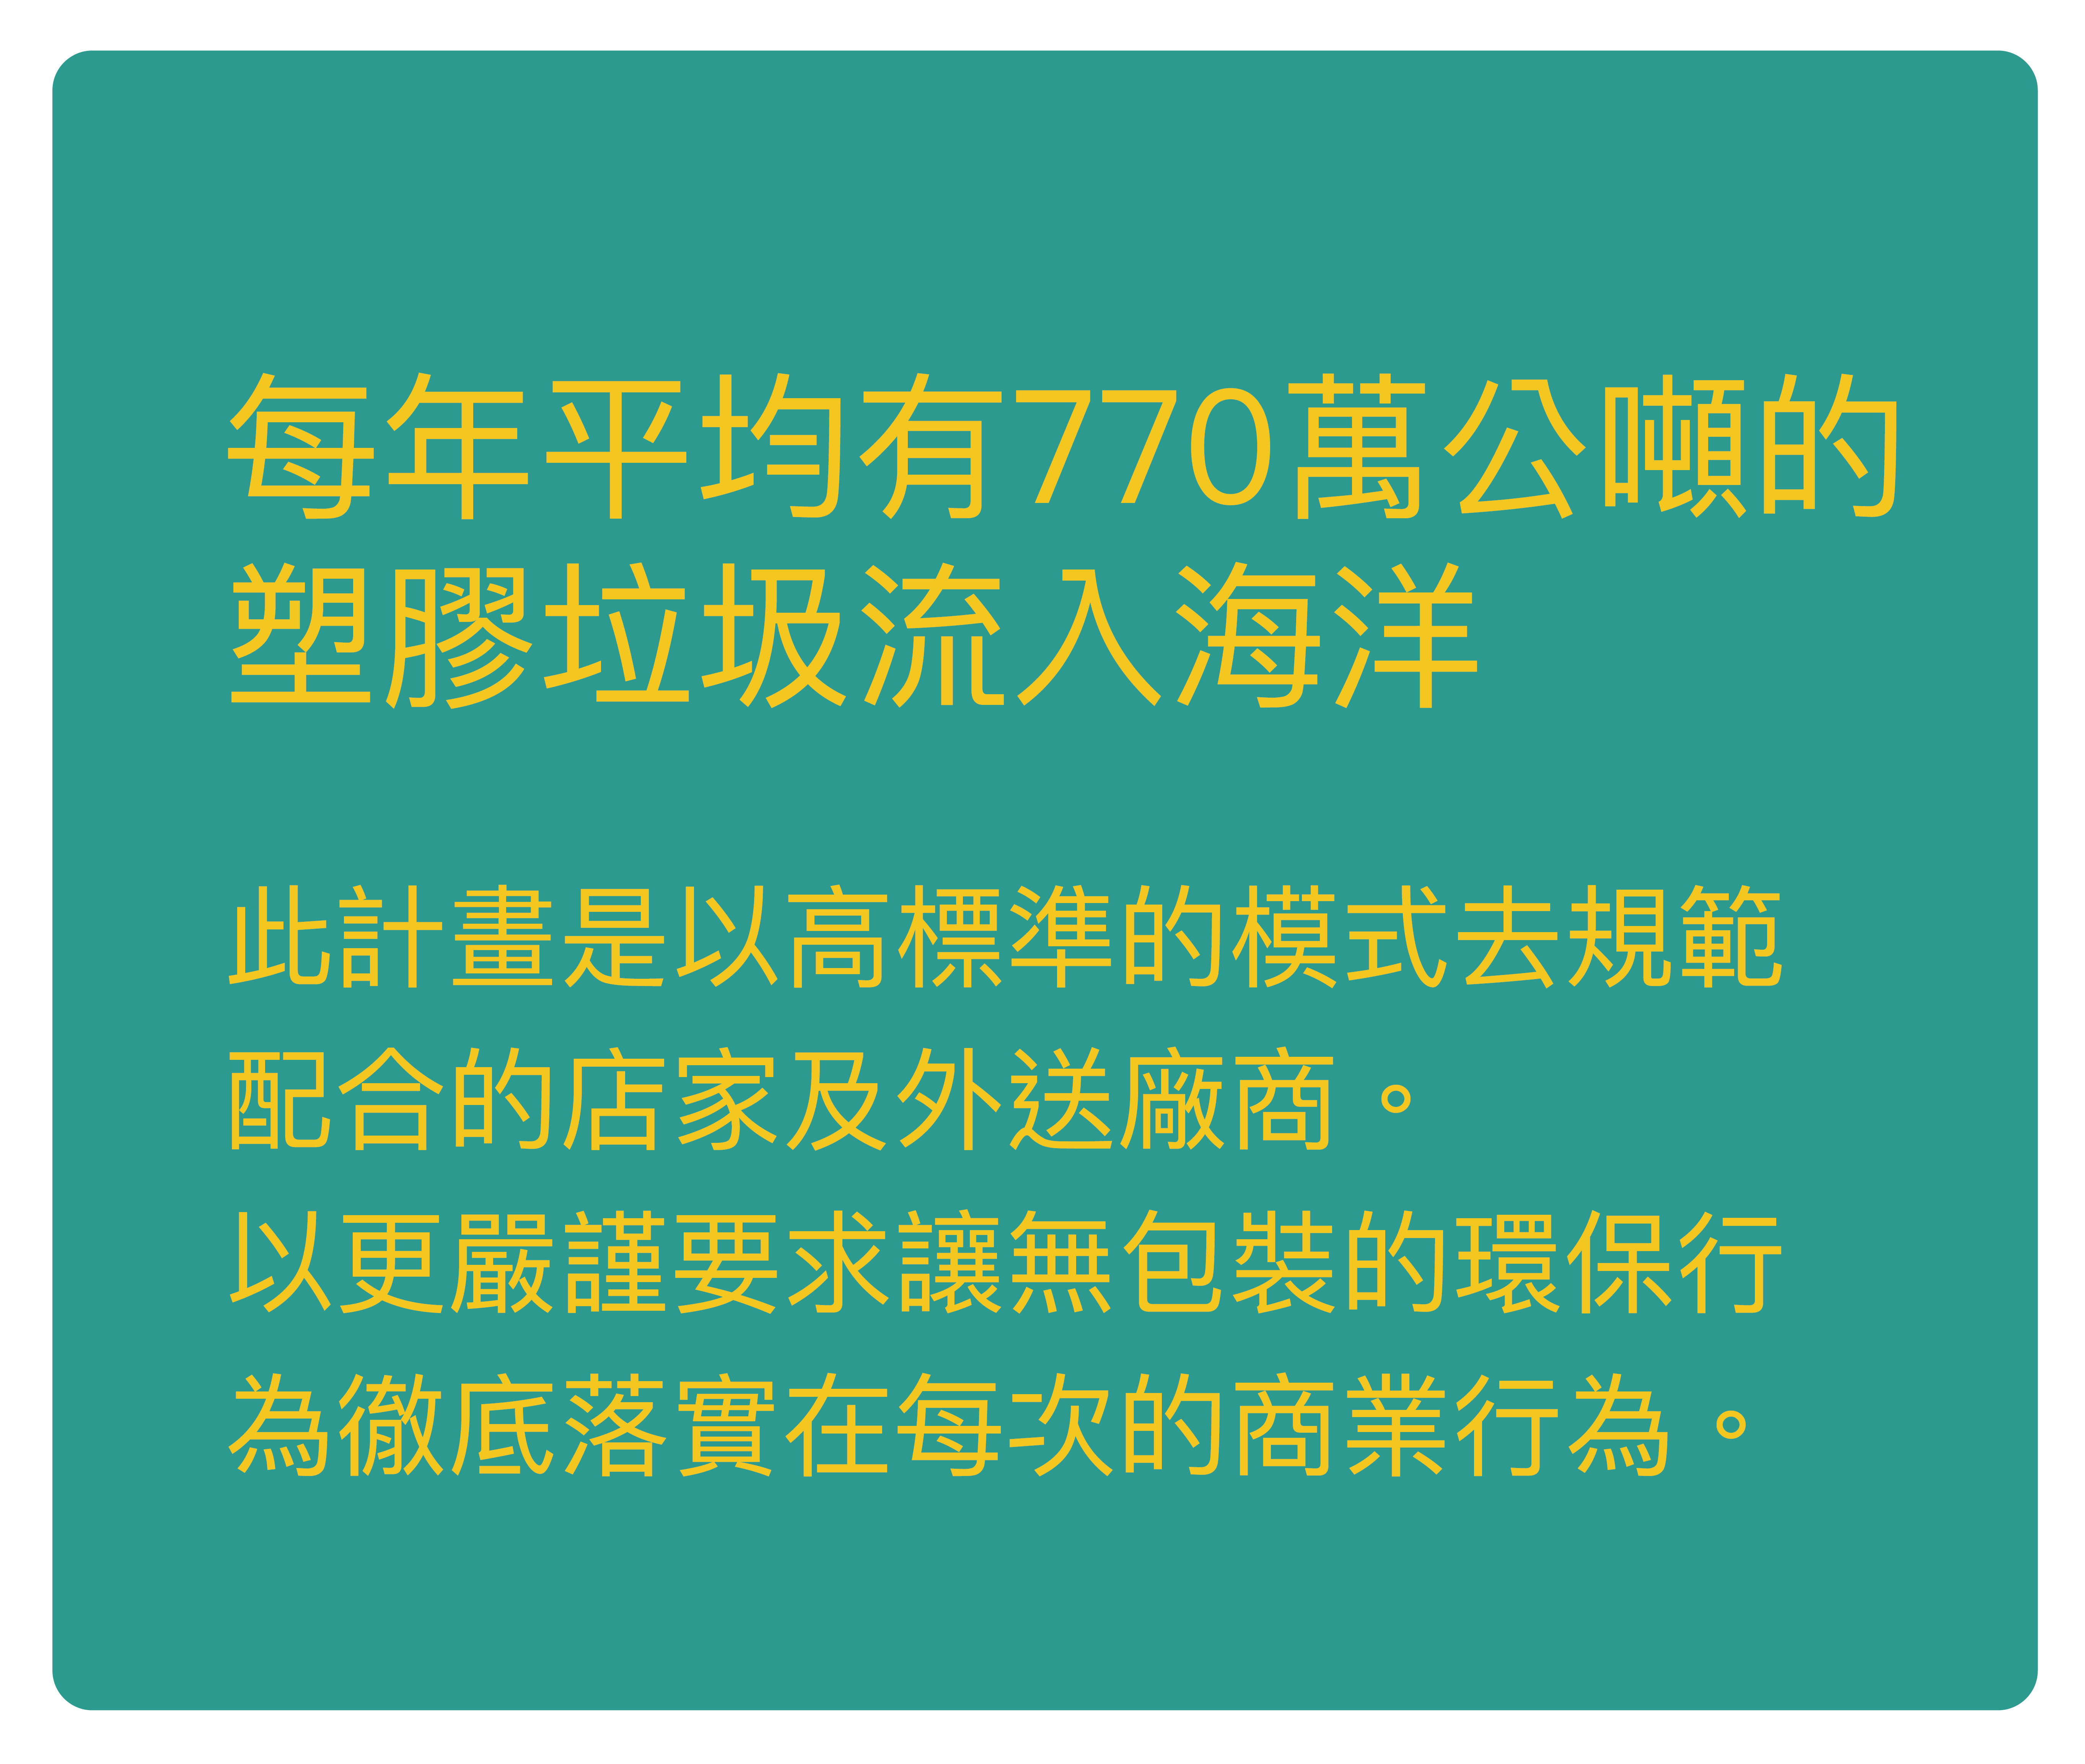 每年平均有770萬公噸的
塑膠垃圾流入海洋
此計畫是以高標準的模式去規範
配合的店家及外送廠商。
以更嚴謹要求讓無包裝的環保行
為徹底落實在每次的商業行為。